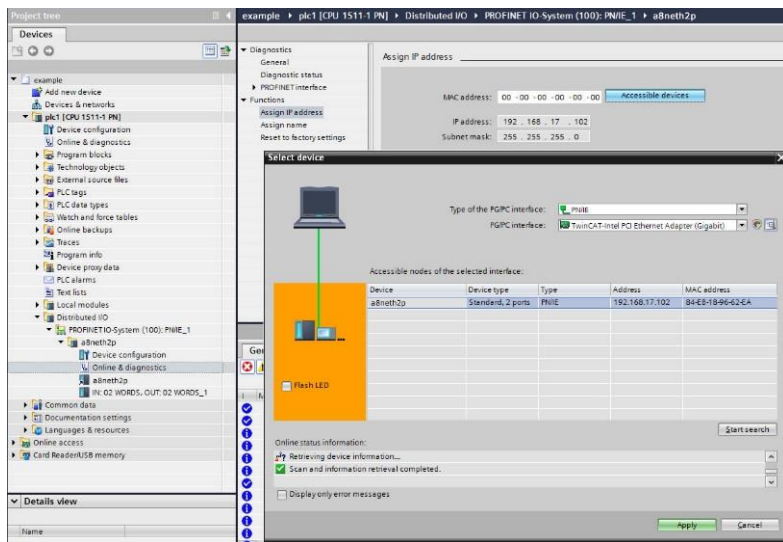 Project tree
Devices
example
Add new device
Devices & networks
plc1 [CPU 1511-1 PN]
Device configuration
Online & diagnostics
Program blocks
Technology objects
External source files
PLC tags
PLC data types
Watch and force tables
Online backups
Traces
Program info
Device proxy data
PLC alarms
Text lists
Local modules
Distributed I/O
PROFINET IO-System (100): PN/IE_1
a8neth2p
Device configuration
Online & diagnostics
a8neth2p
IN: 02 WORDS, OUT: 02 WORDS_1
Common data
Documentation settings
Languages & resources
Online access
Card Reader/USB memory
Details view
Name
example ▸ plc1 [CPU 1511-1 PN] ▸ Distributed I/O ▸ PROFINET IO-System (100): PN/IE_1 ▸ a8neth2p
Diagnostics
General
Diagnostic status
PROFINET interface
Functions
Assign IP address
Assign name
Reset to factory settings
Assign IP address
MAC address: 00 -00 -00 -00 -00 -00 Accessible devices
IP address: 192 . 168 . 17 . 102
Subnet mask: 255 . 255 . 255 . 0
Select device
Type of the PG/PC interface: PN/IE
PG/PC interface: TwinCAT-Intel PCI Ethernet Adapter (Gigabit)
Accessible nodes of the selected interface:
Device Device type Type Address MAC address
a8neth2p Standard, 2 ports PN/IE 192.168.17.102 84-E8-18-96-62-EA
Flash LED
Start search
Online status information:
Retrieving device information...
Scan and information retrieval completed.
Display only error messages
Apply Cancel
Ger